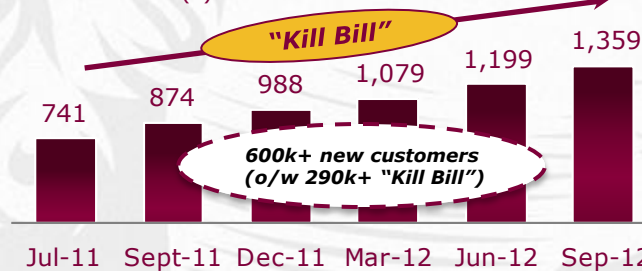 "Kill Bill"
741
874
988
1,079
1,199
1,359
600k+ new customers
(o/w 290k+ "Kill Bill")
Jul-11 Sept-11 Dec-11 Mar-12 Jun-12